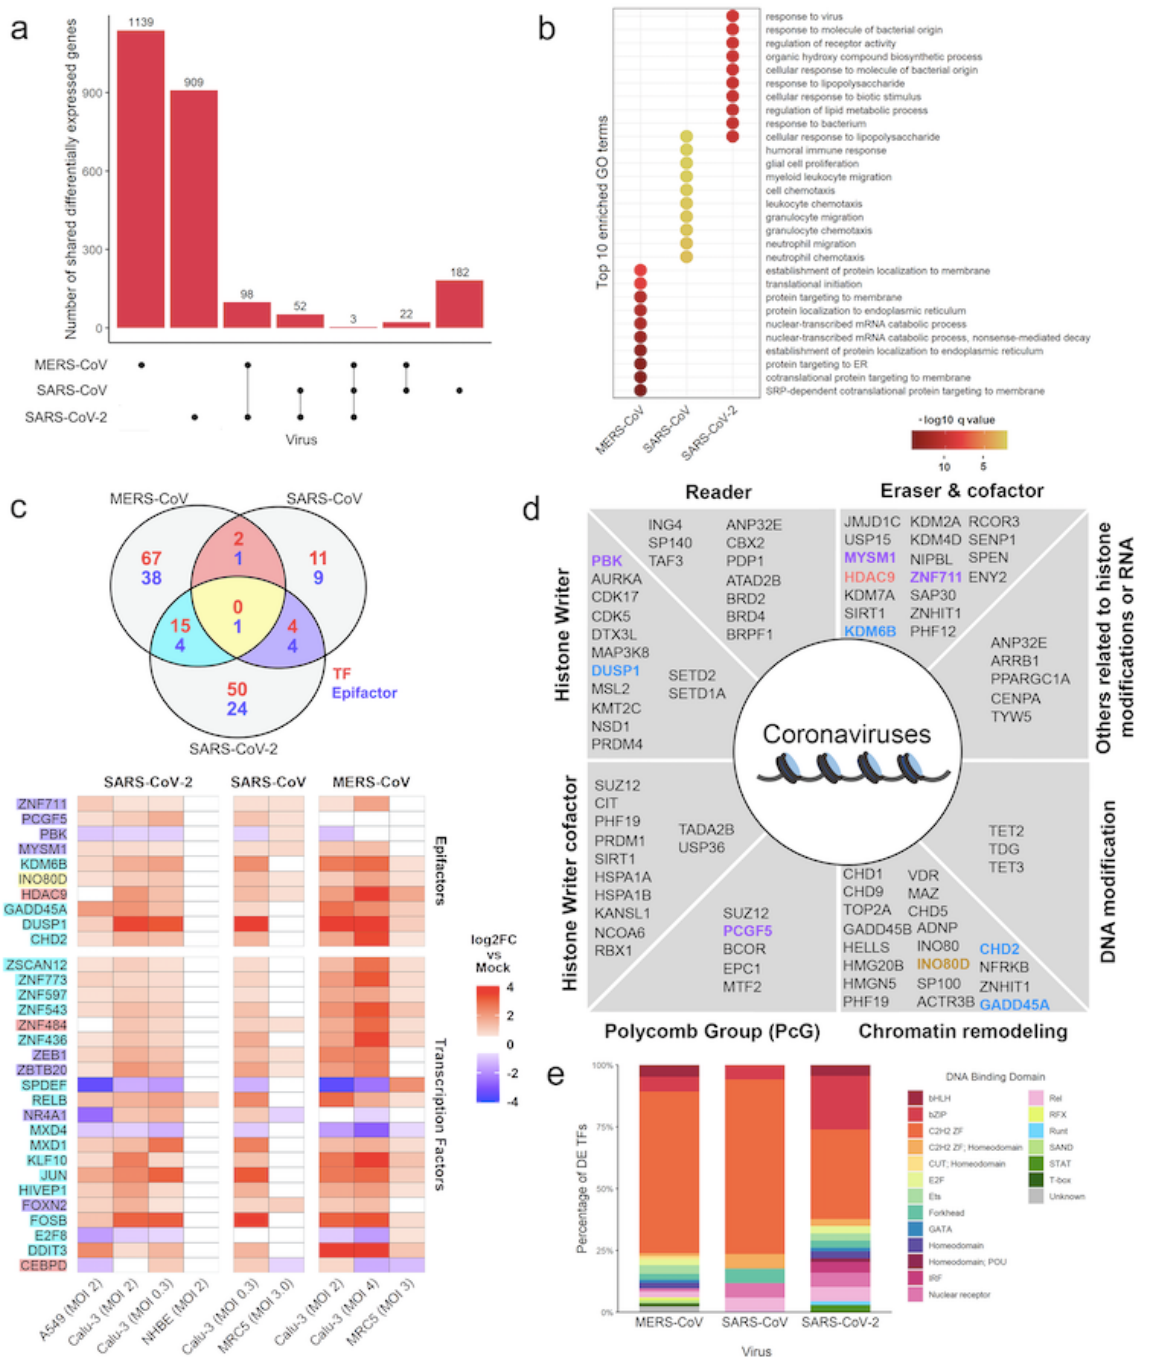 a
Number of shared differentially expressed genes
1139
909
98
52
3
22
182
900
600
300
0
MERS-CoV
SARS-CoV
SARS-CoV-2
Virus
b
Top 10 enriched GO terms
response to virus
response to molecule of bacterial origin
regulation of receptor activity
organic hydroxy compound biosynthetic process
cellular response to molecule of bacterial origin
response to lipopolysaccharide
cellular response to biotic stimulus
regulation of lipid metabolic process
response to bacterium
cellular response to lipopolysaccharide
humoral immune response
glial cell proliferation
myeloid leukocyte migration
cell chemotaxis
leukocyte chemotaxis
granulocyte migration
granulocyte chemotaxis
neutrophil migration
neutrophil chemotaxis
establishment of protein localization to membrane
translational initiation
protein targeting to membrane
protein localization to endoplasmic reticulum
nuclear-transcribed mRNA catabolic process
nuclear-transcribed mRNA catabolic process, nonsense-mediated decay
establishment of protein localization to endoplasmic reticulum
protein targeting to ER
cotranslational protein targeting to membrane
SRP-dependent cotranslational protein targeting to membrane
MERS-CoV
SARS-CoV
SARS-CoV-2
-log10 q value
10 5
c
MERS-CoV
SARS-CoV
67
38
2
1
11
9
0
1
15
4
4
4
50
24
TF
Epifactor
SARS-CoV-2
SARS-CoV-2 SARS-CoV MERS-CoV
ZNF711
PCGF5
PBK
MYSM1
KDM6B
INO80D
HDAC9
GADD45A
DUSP1
CHD2
Epifactors
ZSCAN12
ZNF773
ZNF597
ZNF543
ZNF484
ZNF436
ZEB1
ZBTB20
SPDEF
RELB
NR4A1
MXD4
MXD1
KLF10
JUN
HIVEP1
FOXN2
FOSB
E2F8
DDIT3
CEBPD
Transcription Factors
A549 (MOI 2)
Calu-3 (MOI 2)
Calu-3 (MOI 0.3)
NHBE (MOI 2)
Calu-3 (MOI 0.3)
MRC5 (MOI 3.0)
Calu-3 (MOI 2)
Calu-3 (MOI 4)
MRC5 (MOI 3)
log2FC
vs
Mock
4
2
0
-2
-4
d
Reader
Eraser & cofactor
Others related to histone
modifications or RNA
DNA modification
Chromatin remodeling
Polycomb Group (PcG)
Histone Writer cofactor
Histone Writer
Coronaviruses
ING4
SP140
TAF3
ANP32E
CBX2
PDP1
ATAD2B
BRD2
BRD4
BRPF1
JMJD1C
USP15
MYSM1
HDAC9
KDM7A
SIRT1
KDM6B
KDM2A
KDM4D
NIPBL
ZNF711
SAP30
ZNHIT1
PHF12
RCOR3
SENP1
SPEN
ENY2
ANP32E
ARRB1
PPARGC1A
CENPA
TYW5
PBK
AURKA
CDK17
CDK5
DTX3L
MAP3K8
DUSP1
MSL2
KMT2C
NSD1
PRDM4
SETD2
SETD1A
SUZ12
CIT
PHF19
PRDM1
SIRT1
HSPA1A
HSPA1B
KANSL1
NCOA6
RBX1
TADA2B
USP36
SUZ12
PCGF5
BCOR
EPC1
MTF2
CHD1
CHD9
TOP2A
GADD45B
HELLS
HMG20B
HMGN5
PHF19
VDR
MAZ
CHD5
ADNP
INO80
INO80D
SP100
ACTR3B
CHD2
NFRKB
ZNHIT1
GADD45A
TET2
TDG
TET3
e
Percentage of DE TFs
100%
75%
50%
25%
0%
MERS-CoV
SARS-CoV
SARS-CoV-2
Virus
DNA Binding Domain
bHLH
bZIP
C2H2 ZF
C2H2 ZF; Homeodomain
CUT; Homeodomain
E2F
Ets
Forkhead
GATA
Homeodomain
Homeodomain; POU
IRF
Nuclear receptor
Rel
RFX
Runt
SAND
STAT
T-box
Unknown